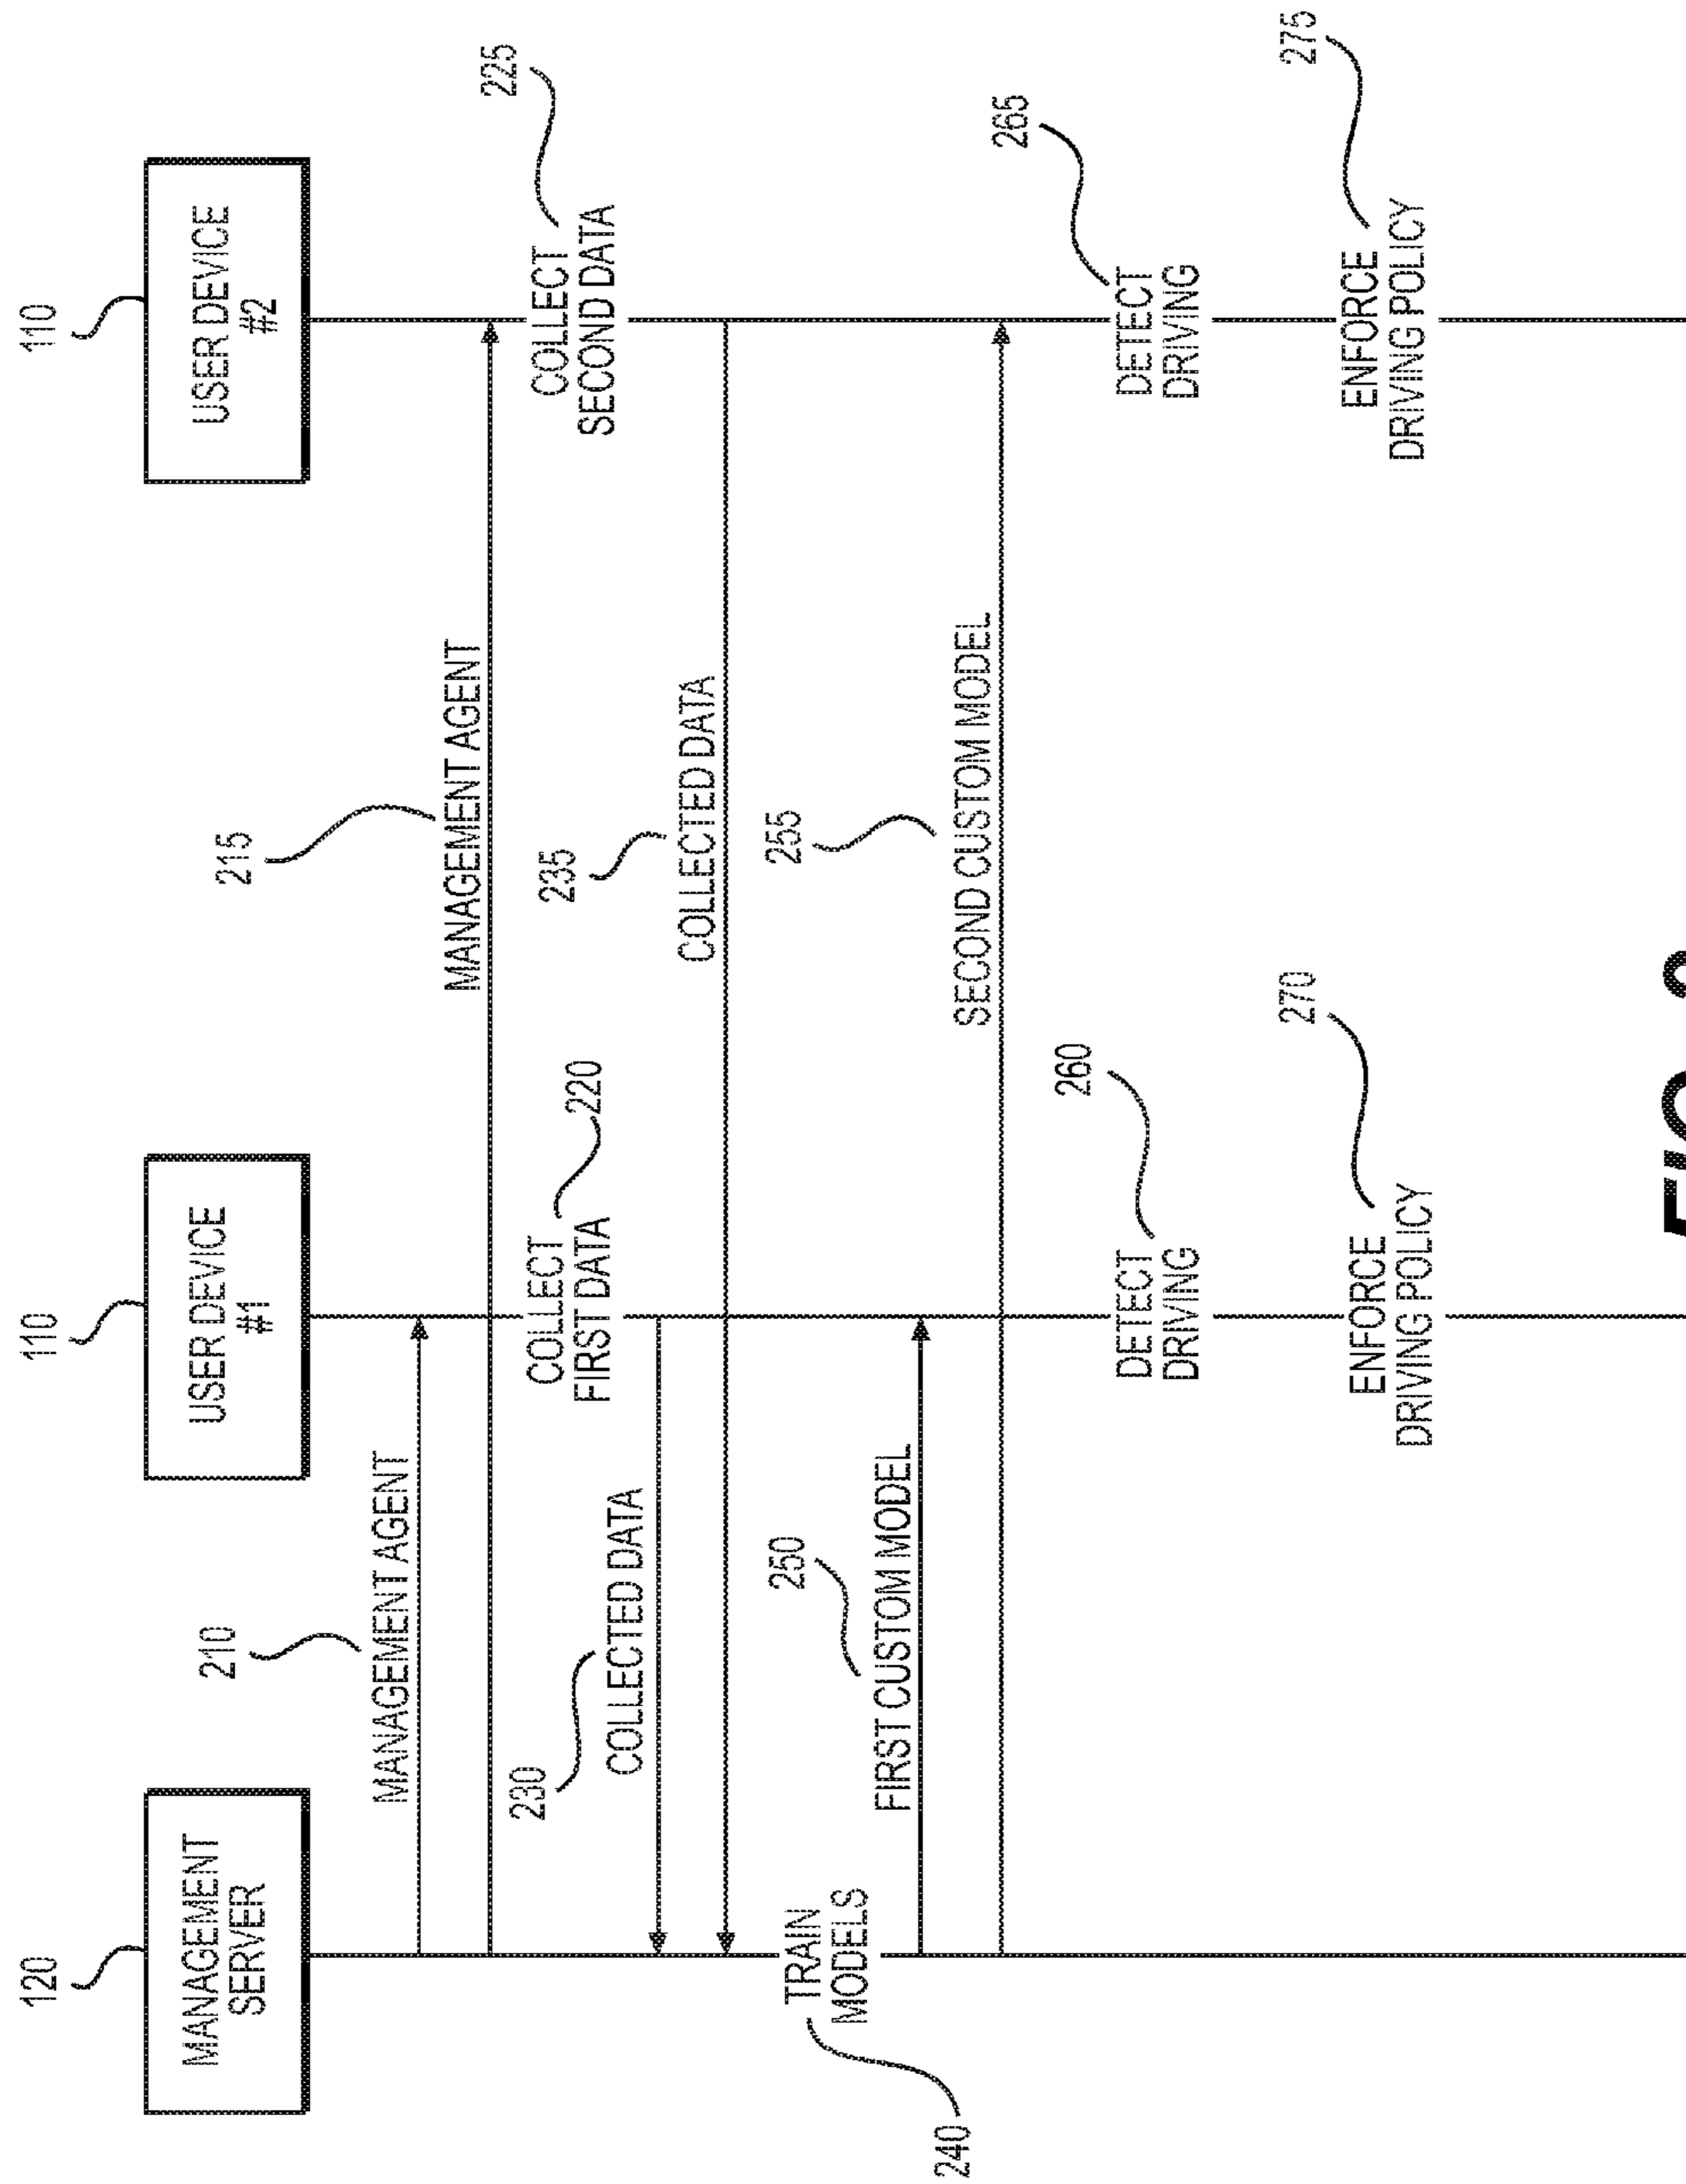 120
110
110
MANAGEMENT
SERVER
USER DEVICE
#1
USER DEVICE
#2
210
MANAGEMENT AGENT
215
MANAGEMENT AGENT
COLLECT
FIRST DATA
220
COLLECT
SECOND DATA
225
230
COLLECTED DATA
235
COLLECTED DATA
TRAIN
MODELS
240
250
FIRST CUSTOM MODEL
255
SECOND CUSTOM MODEL
DETECT
DRIVING
260
DETECT
DRIVING
265
ENFORCE
DRIVING POLICY
270
ENFORCE
DRIVING POLICY
275
FIG.